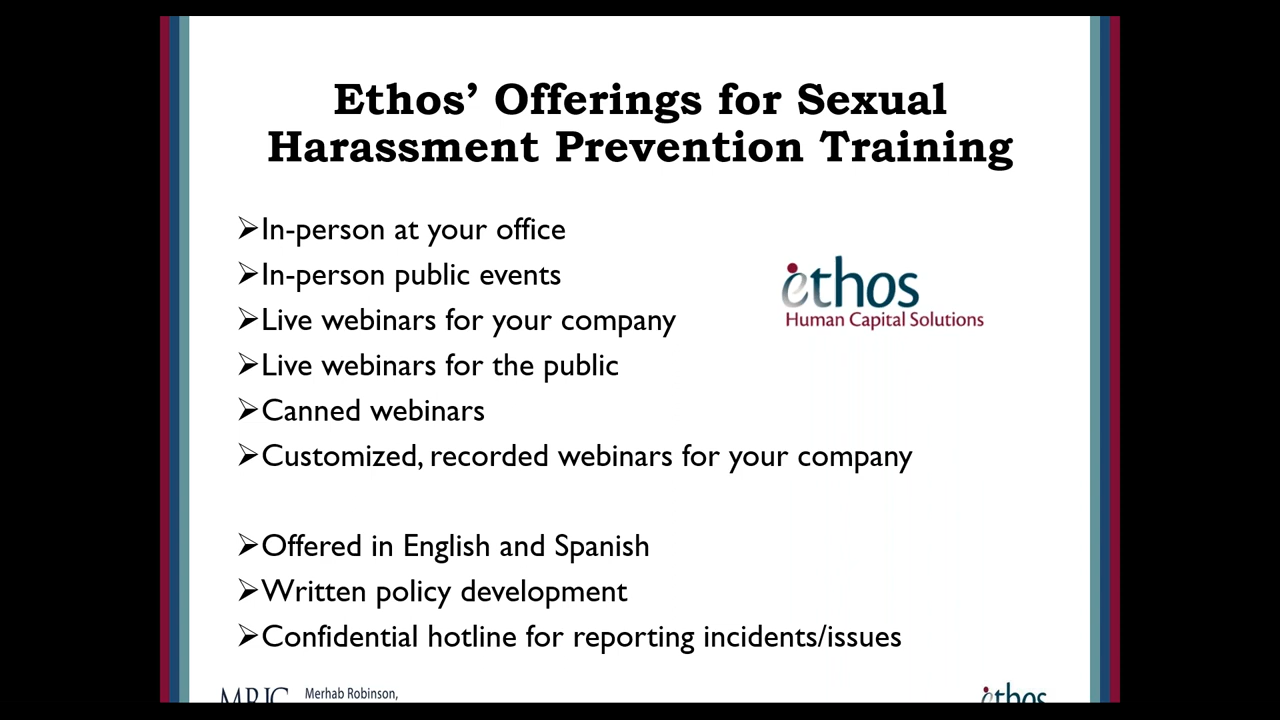 Ethos’ Offerings for Sexual
Harassment Prevention Training
➢In-person at your office
➢In-person public events
ethos
Human Capital Solutions
➢Live webinars for your company
➢Live webinars for the public
➢Canned webinars
➢Customized, recorded webinars for your company
➢Offered in English and Spanish
➢Written policy development
➢Confidential hotline for reporting incidents/issues
Merhab Robinson,
ethos